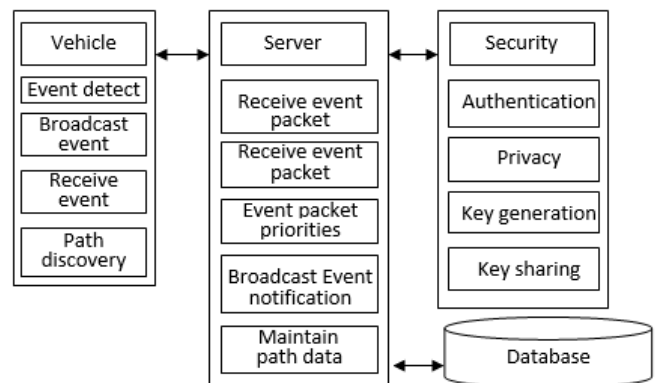 Vehicle
Event detect
Broadcast
event
Receive
event
Path
discovery
Server
Receive event
packet
Receive event
packet
Event packet
priorities
Broadcast Event
notification
Maintain
path data
Security
Authentication
Privacy
Key generation
Key sharing
Database